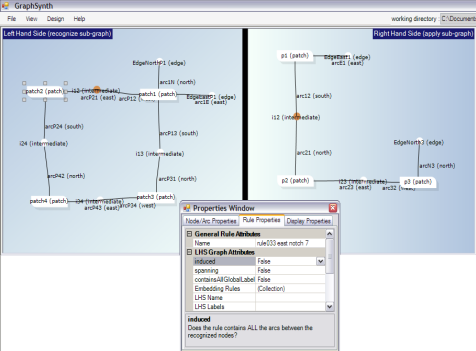 GraphSynth
File View Design Help
working directory C:\Documents
Left Hand Side (recognize sub-graph)
Right Hand Side (apply sub-graph)
EdgeNorthP1 (edge)
arc1N (north)
patch2 (patch)
i12 (intermediate)
arcP21 (east)
arcP12
patch1 (patch)
EdgeEastP1 (edge)
arc1E (east)
arcP24 (south)
arcP13 (south)
i24 (intermediate)
i13 (intermediate)
arcP42 (north)
arcP31 (north)
patch4 (patch)
i34 (intermediate)
arcP43 (east)
arcP34 (west)
patch3 (patch)
p1 (patch)
EdgeEast1 (edge)
arcE1 (east)
arc12 (south)
i12 (intermediate)
EdgeNorth3 (edge)
arc21 (north)
arcN3 (north)
p2 (patch)
i23 (intermediate)
arc23 (east)
arc32
p3 (patch)
Properties Window
Node/Arc Properties Rule Properties Display Properties
General Rule Attributes
Name rule033 east notch 7
LHS Graph Attributes
induced False
spanning False
containsAllGlobalLabel False
Embedding Rules (Collection)
LHS Name
LHS Labels
induced
Does the rule contains ALL the arcs between the
recognized nodes?